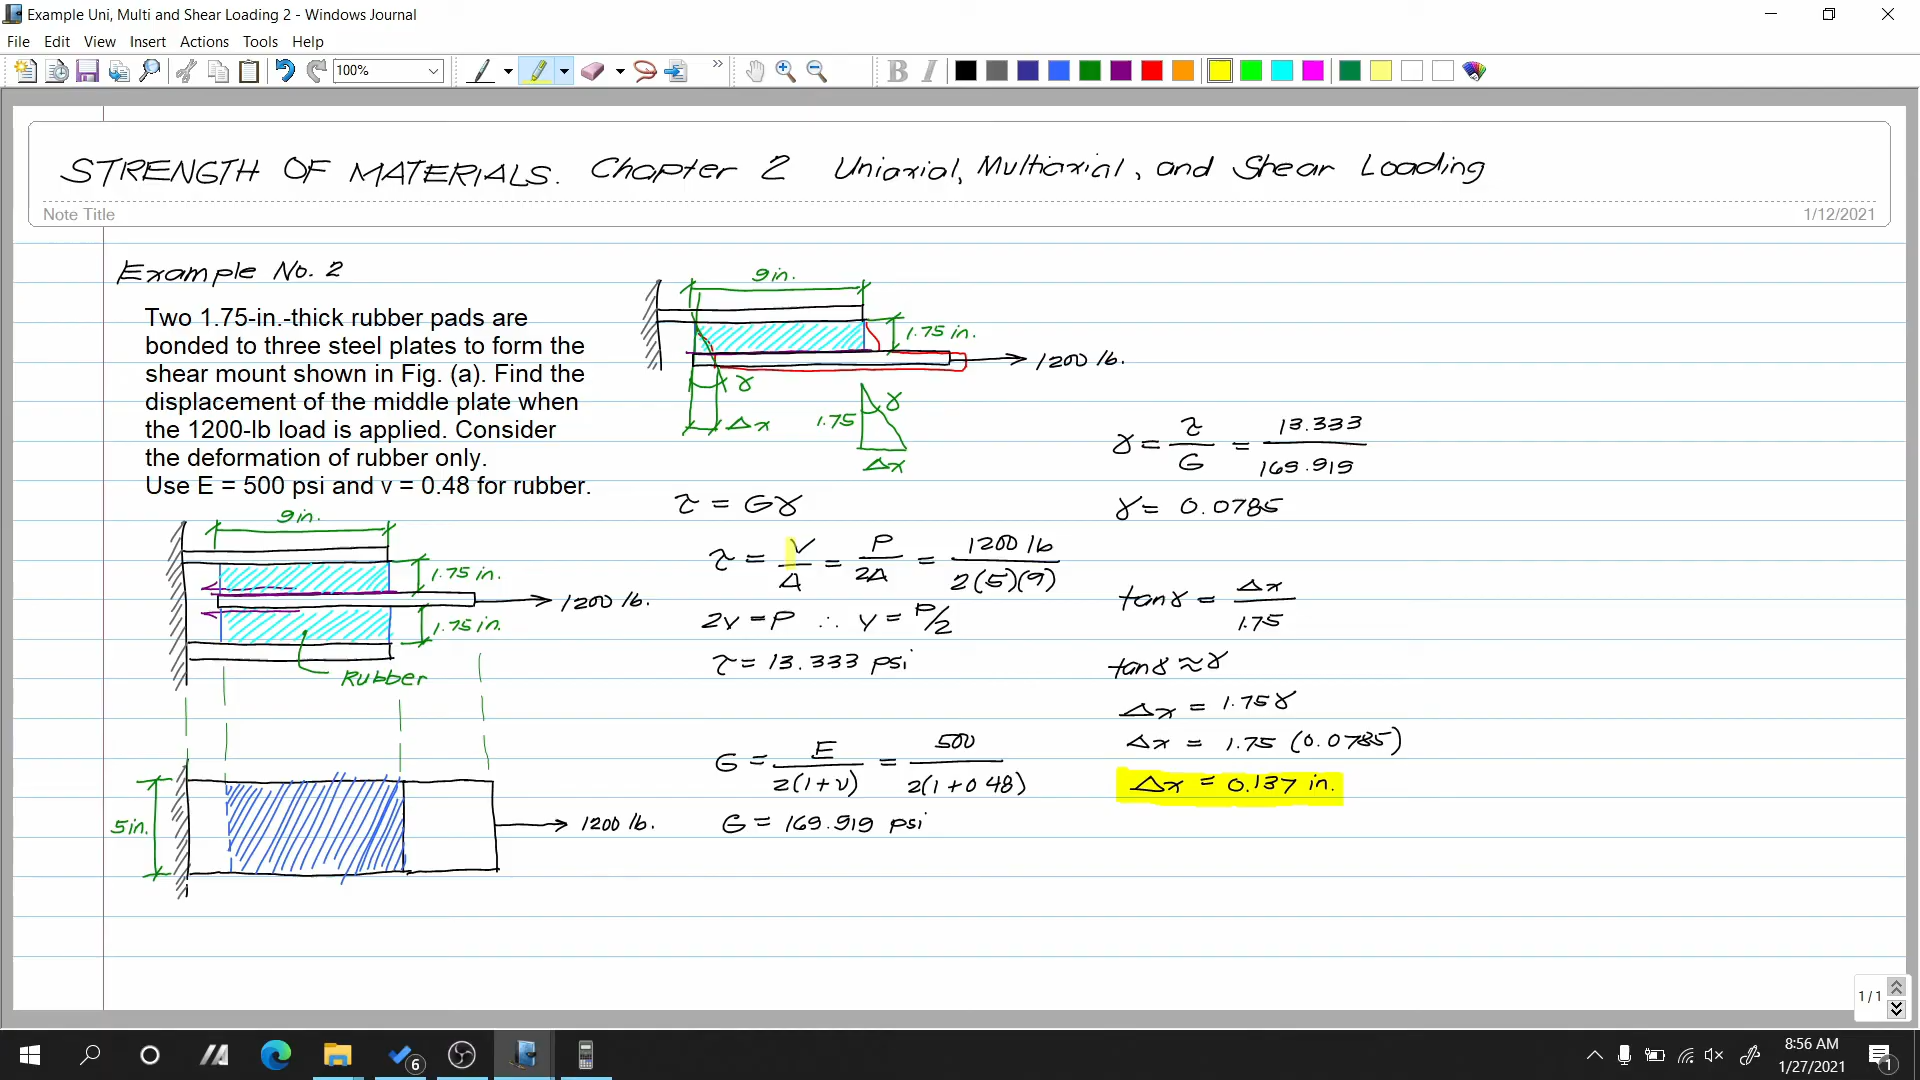 Example Uni, Multi and Shear Loading 2 - Windows Journal
File Edit View Insert Actions Tools Help
100%
STRENGTH OF MATERIALS. Chapter 2 Uniaxial, Multiaxial, and Shear Loading
Note Title
1/12/2021
Example No. 2
Two 1.75-in.-thick rubber pads are
bonded to three steel plates to form the
shear mount shown in Fig. (a). Find the
displacement of the middle plate when
the 1200-lb load is applied. Consider
the deformation of rubber only.
Use E = 500 psi and ν = 0.48 for rubber.
9in.
1.75 in.
1200 lb.
1.75 in.
Rubber
5in.
1200 lb.
9in.
1.75 in.
1200 lb.
γ
Δx
1.75
γ
Δx
τ = Gγ
τ = V/A = P/2A = 1200 lb/2(5)(9)
2V = P ∴ V = P/2
τ = 13.333 psi
G = E/2(1+ν) = 500/2(1+0.48)
G = 169.919 psi
γ = τ/G = 13.333/169.919
γ = 0.0785
tanγ = Δx/1.75
tanγ ≈ γ
Δx = 1.75γ
Δx = 1.75 (0.0785)
Δx = 0.137 in.
1/1
6
8:56 AM
1/27/2021
1